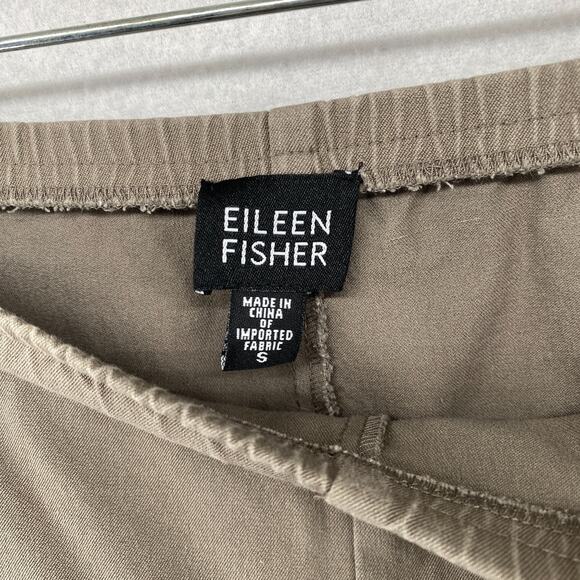 EILEEN
FISHER
MADE IN
CHINA
OF
IMPORTED
FABRIC
S